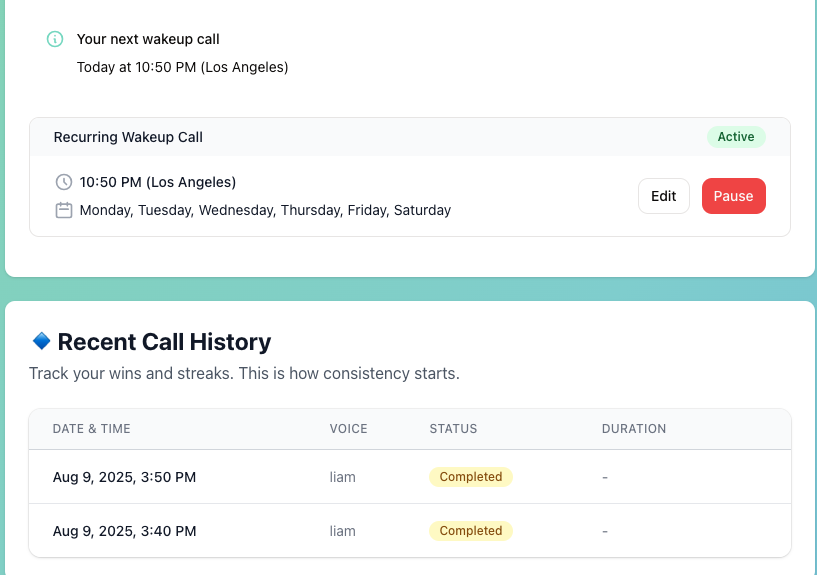 Your next wakeup call
Today at 10:50 PM (Los Angeles)
Recurring Wakeup Call Active
10:50 PM (Los Angeles)
Monday, Tuesday, Wednesday, Thursday, Friday, Saturday
Edit Pause
Recent Call History
Track your wins and streaks. This is how consistency starts.
DATE & TIME VOICE STATUS DURATION
Aug 9, 2025, 3:50 PM liam Completed -
Aug 9, 2025, 3:40 PM liam Completed -